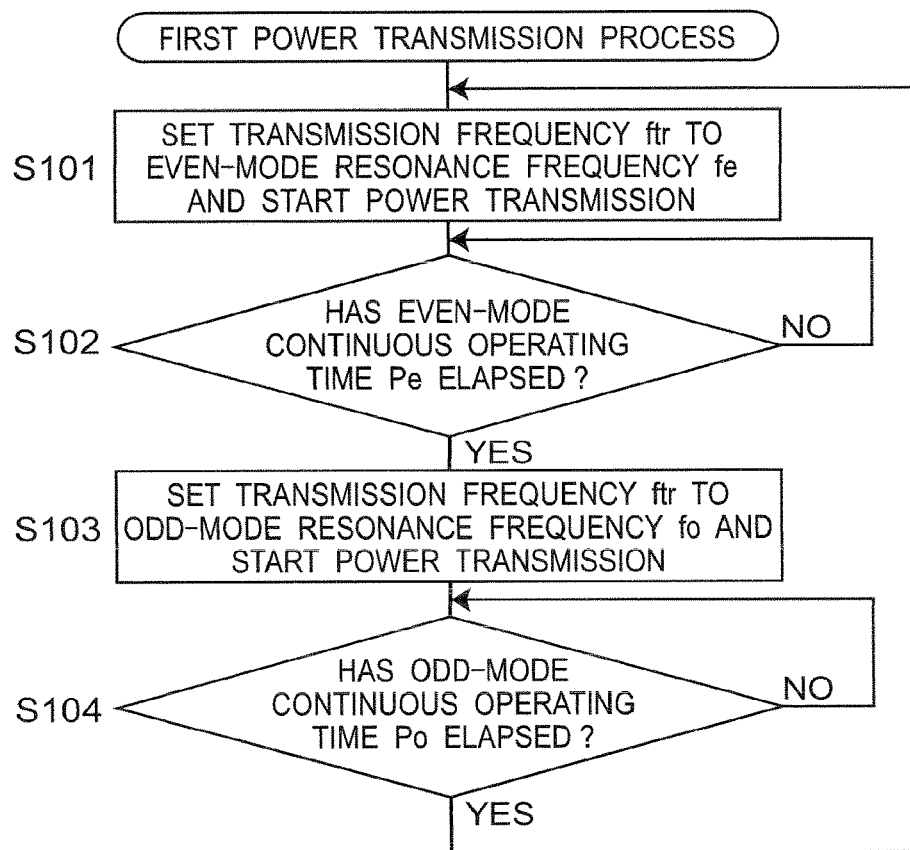 FIRST POWER TRANSMISSION PROCESS
S101
SET TRANSMISSION FREQUENCY ftr TO
EVEN-MODE RESONANCE FREQUENCY fe
AND START POWER TRANSMISSION
S102
HAS EVEN-MODE
CONTINUOUS OPERATING
TIME Pe ELAPSED ?
NO
YES
S103
SET TRANSMISSION FREQUENCY ftr TO
ODD-MODE RESONANCE FREQUENCY fo AND
START POWER TRANSMISSION
S104
HAS ODD-MODE
CONTINUOUS OPERATING
TIME Po ELAPSED ?
NO
YES